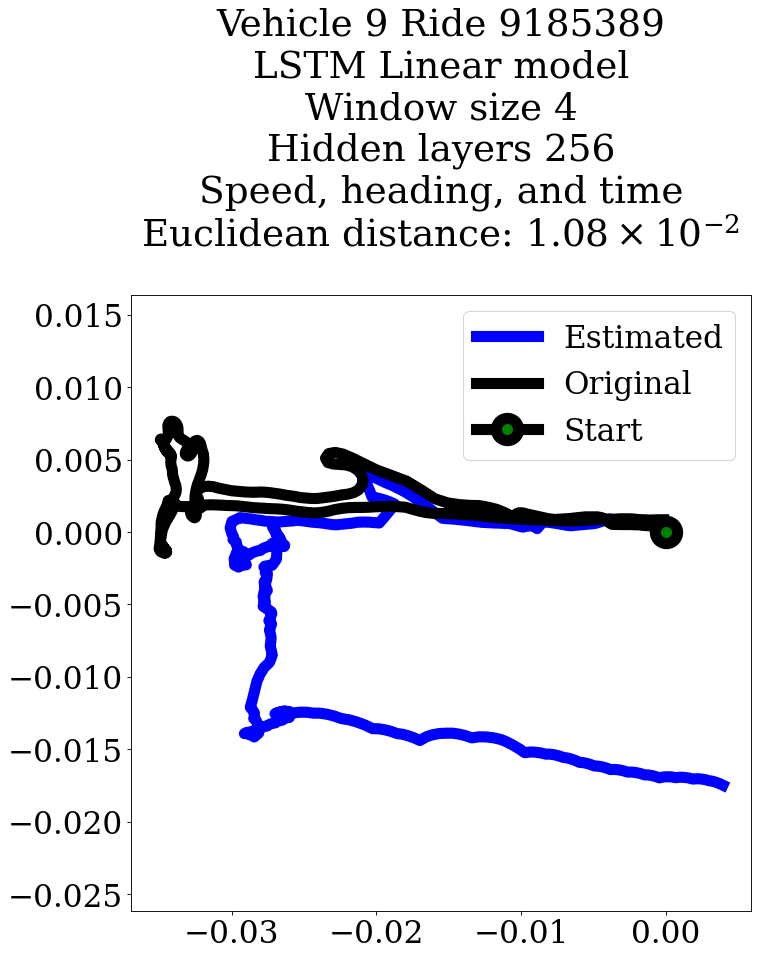 Vehicle 9 Ride 9185389
LSTM Linear model
Window size 4
Hidden layers 256
Speed, heading, and time
Euclidean distance: 1.08 × 10⁻²
Estimated
Original
Start
0.015
0.010
0.005
0.000
−0.005
−0.010
−0.015
−0.020
−0.025
−0.03
−0.02
−0.01
0.00